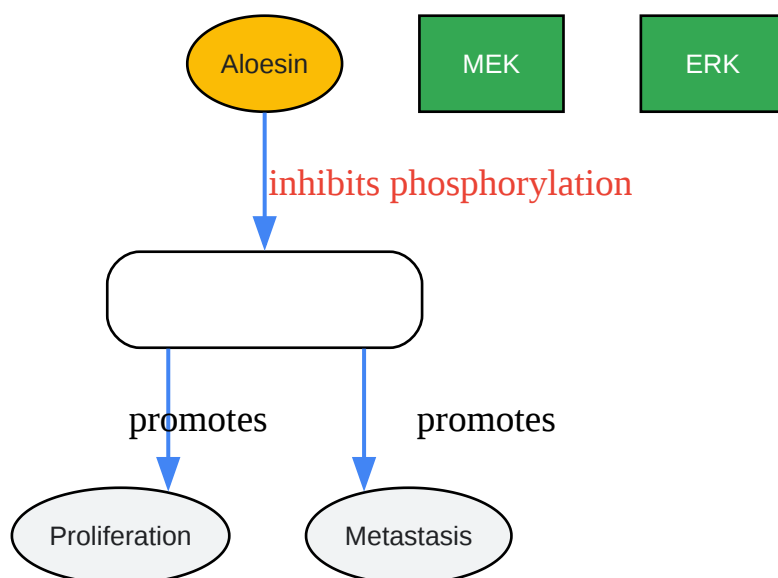 Aloesin
MEK
ERK
inhibits phosphorylation
promotes
promotes
Proliferation
Metastasis